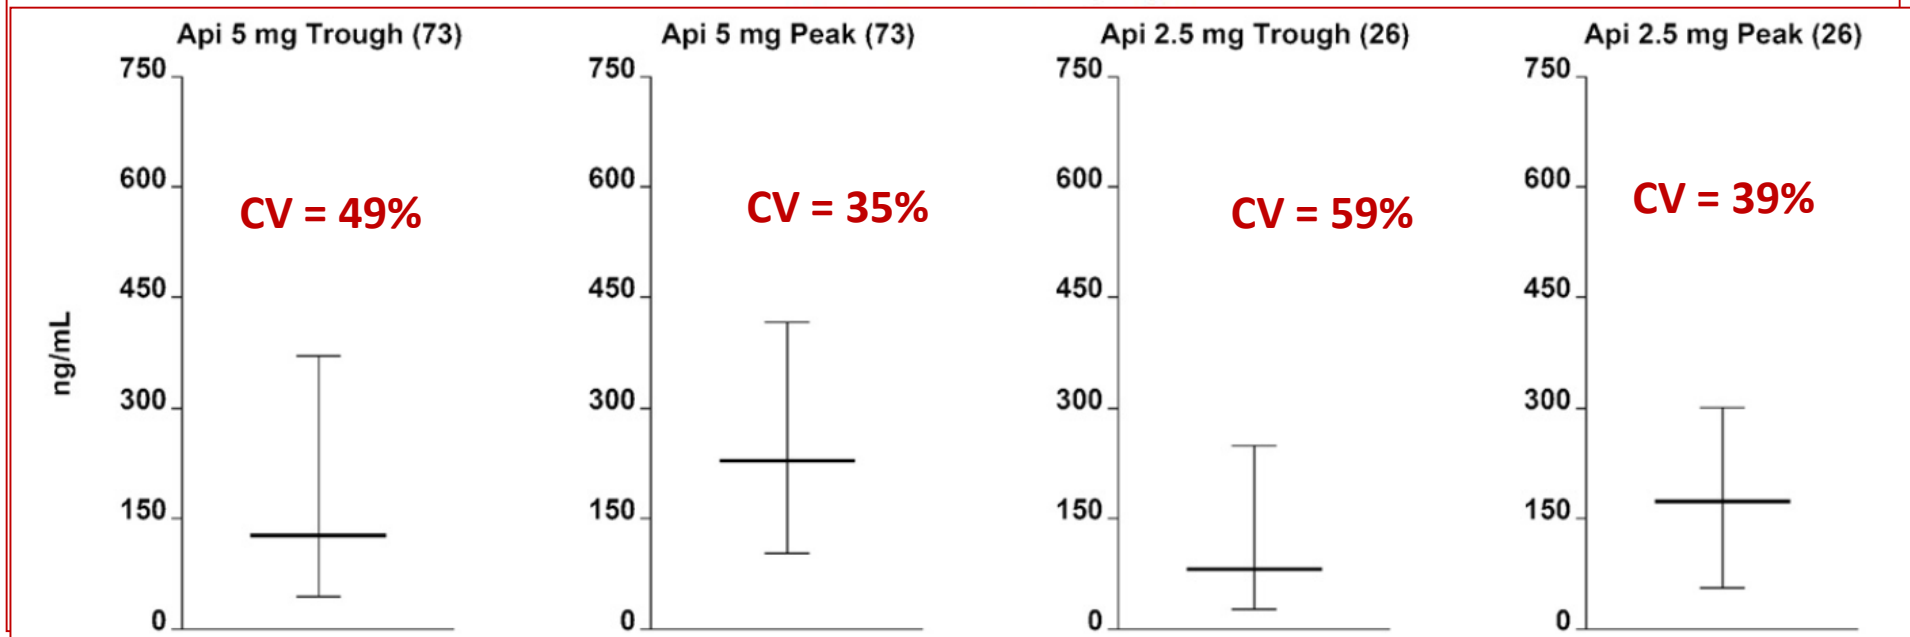 Api 5 mg Trough (73)
Api 5 mg Peak (73)
Api 2.5 mg Trough (26)
Api 2.5 mg Peak (26)
750
750
750
750
600
600
600
600
CV = 49%
CV = 35%
CV = 59%
CV = 39%
450
450
450
450
ng/mL
300
300
300
300
150
150
150
150
0
0
0
0